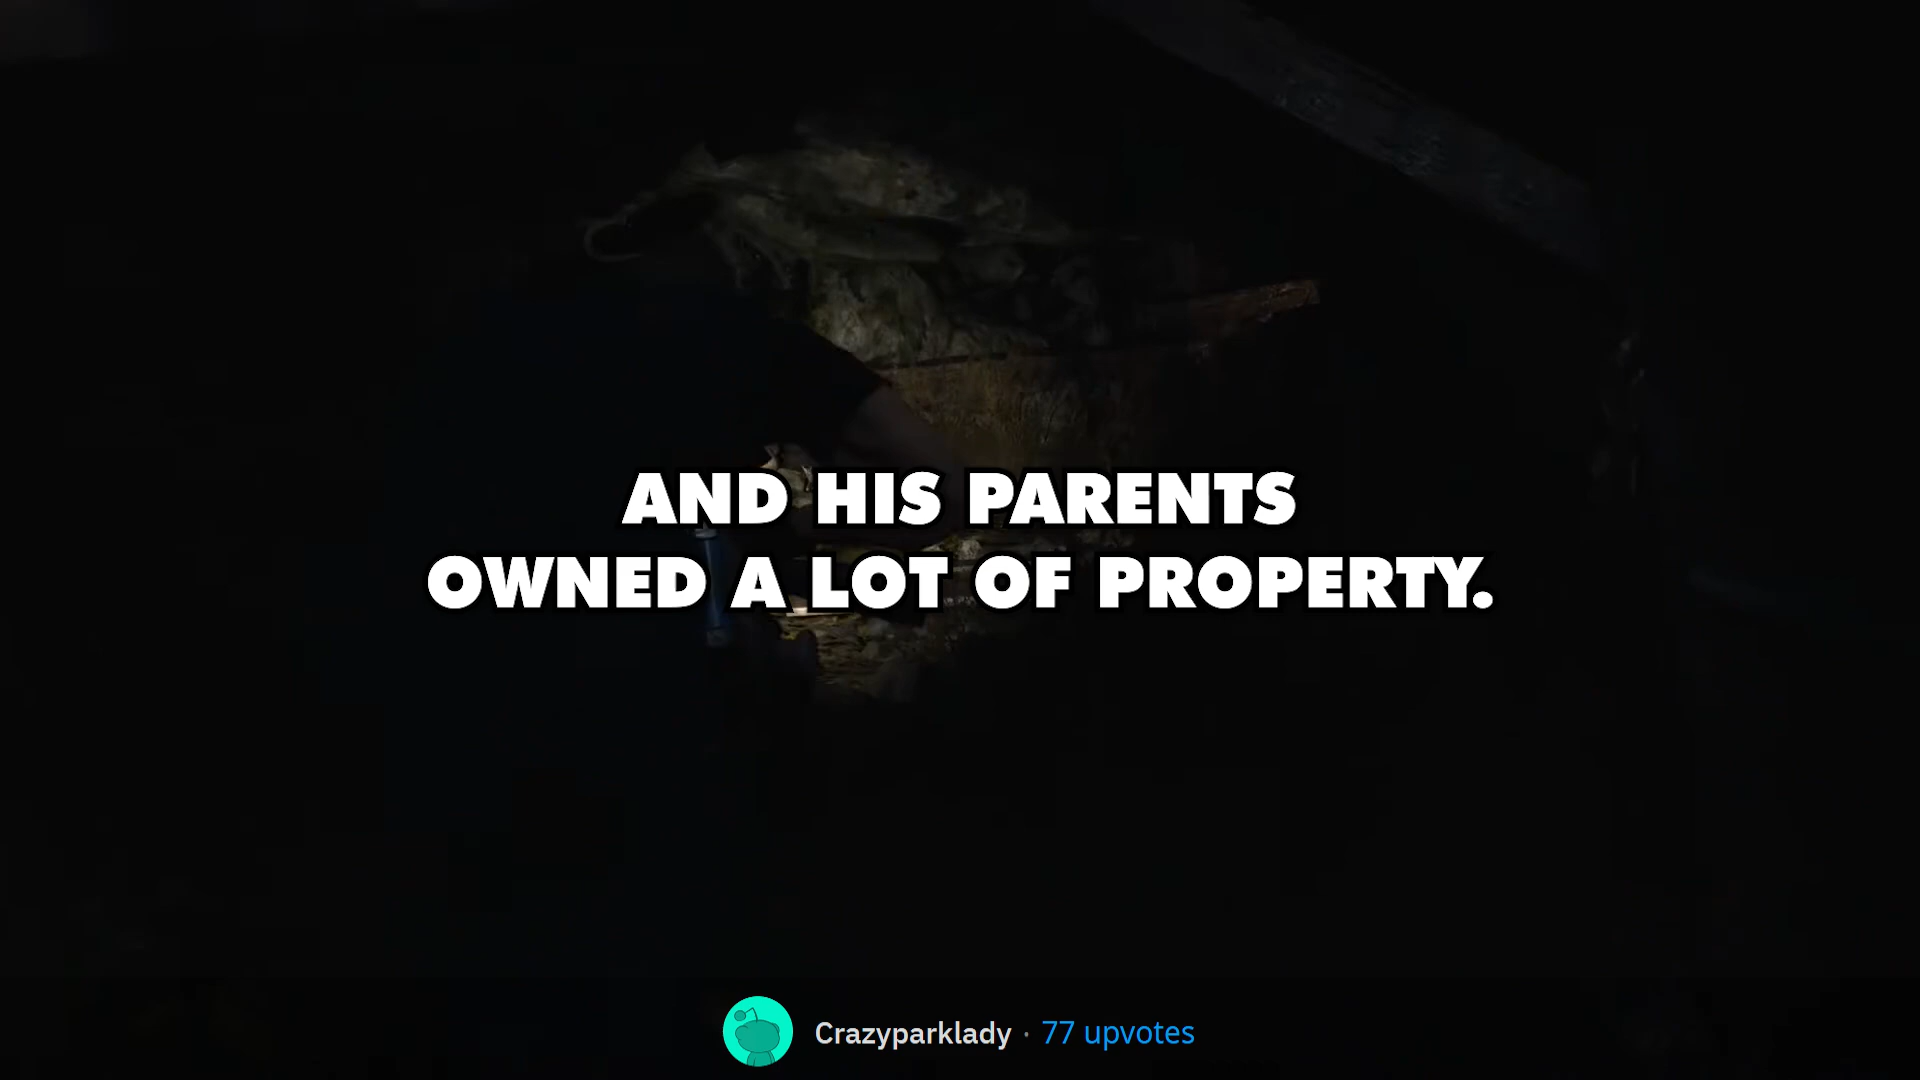 AND HIS PARENTS
OWNED A LOT OF PROPERTY.
Crazyparklady · 77 upvotes